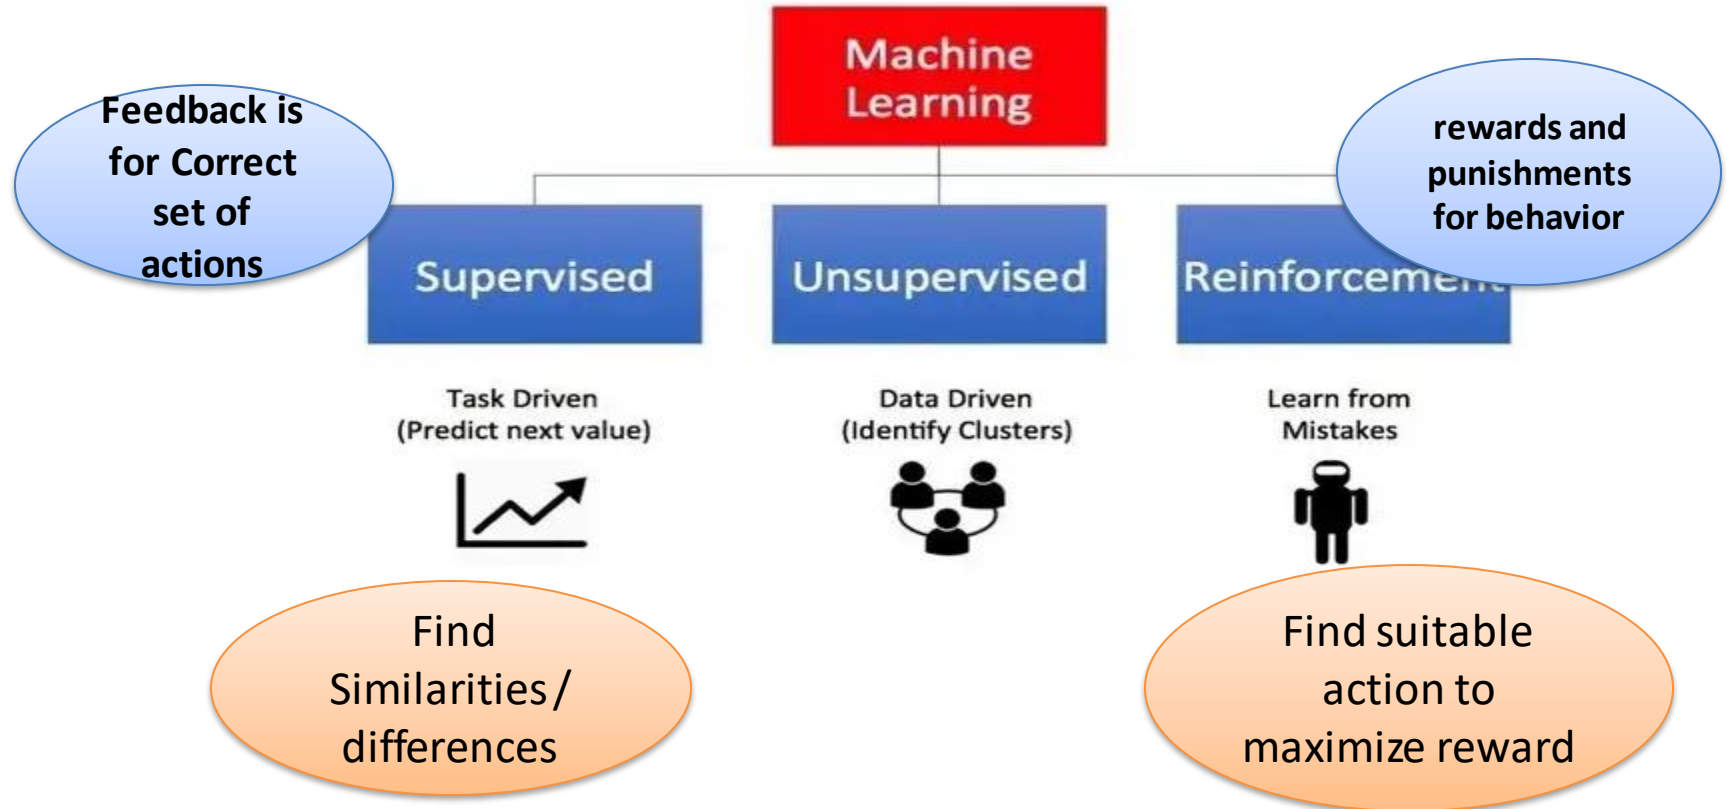 Machine
Learning
Feedback is
for Correct
set of
actions
rewards and
punishments
for behavior
Supervised
Unsupervised
Reinforcement
Task Driven
(Predict next value)
Data Driven
(Identify Clusters)
Learn from
Mistakes
Find
Similarities /
differences
Find suitable
action to
maximize reward